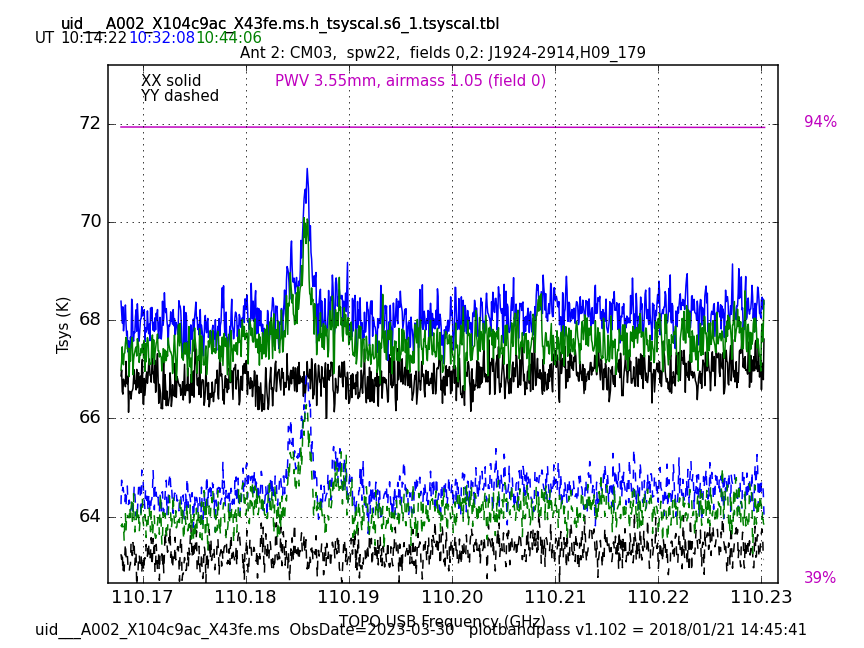 uid___A002_X104c9ac_X43fe.ms.h_tsyscal.s6_1.tsyscal.tbl
UT 10:14:22 10:32:08 10:44:06
Ant 2: CM03, spw22, fields 0,2: J1924-2914,H09_179
XX solid PWV 3.55mm, airmass 1.05 (field 0)
YY dashed
72 94%
70
68
Tsys (K)
66
64
39%
110.17 110.18 110.19 110.20 110.21 110.22 110.23
TOPO USB Frequency (GHz)
uid___A002_X104c9ac_X43fe.ms ObsDate=2023-03-30 plotbandpass v1.102 = 2018/01/21 14:45:41